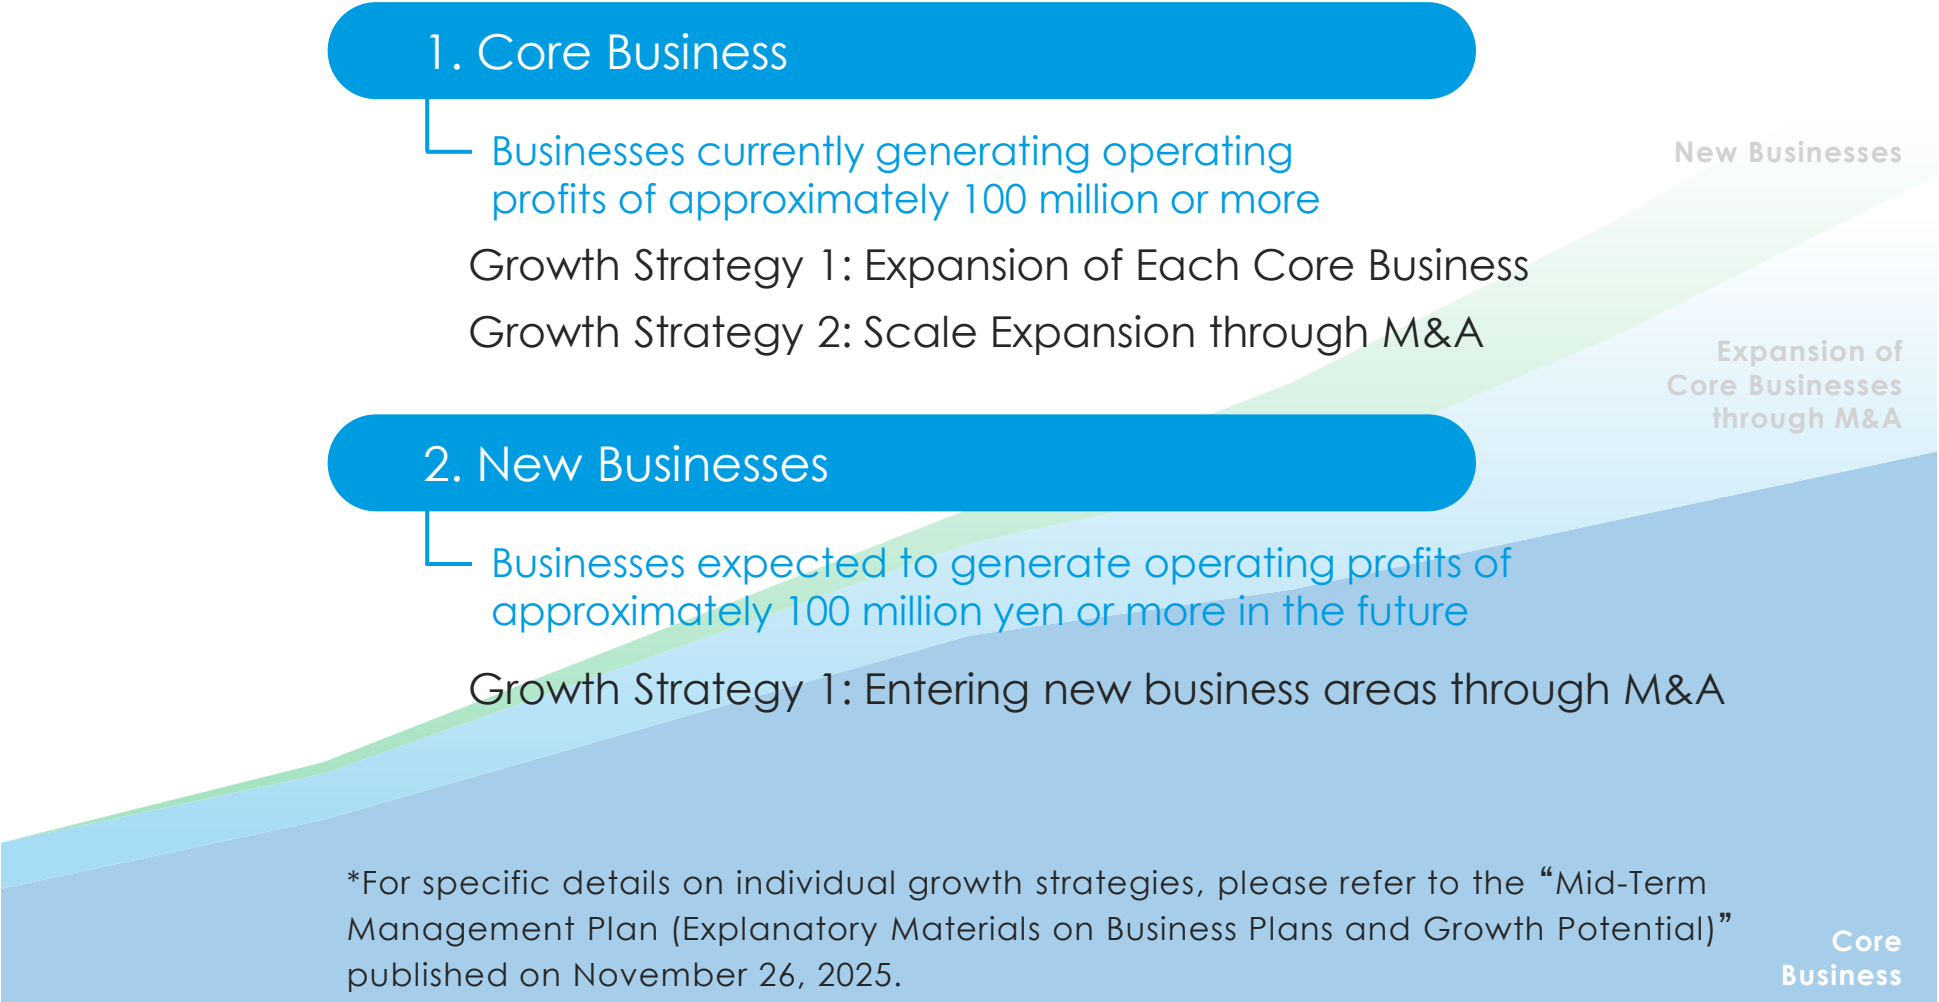 1. Core Business
Businesses currently generating operating
profits of approximately 100 million or more
Growth Strategy 1: Expansion of Each Core Business
Growth Strategy 2: Scale Expansion through M&A
New Businesses
Expansion of
Core Businesses
through M&A
2. New Businesses
Businesses expected to generate operating profits of
approximately 100 million yen or more in the future
Growth Strategy 1: Entering new business areas through M&A
*For specific details on individual growth strategies, please refer to the “Mid-Term
Management Plan (Explanatory Materials on Business Plans and Growth Potential)”
published on November 26, 2025.
Core
Business